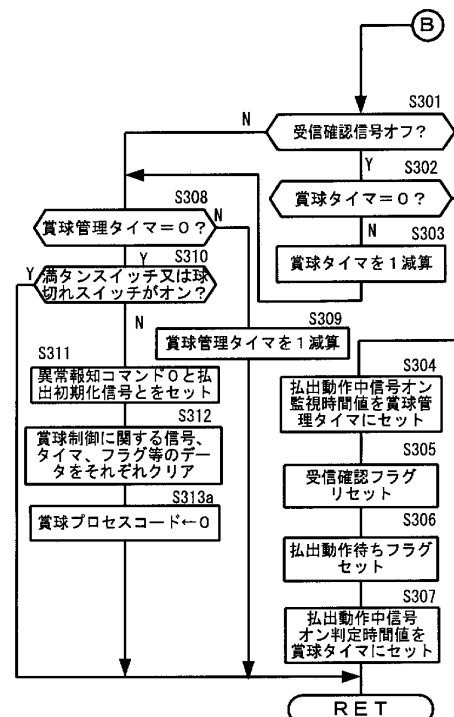 B
S301
受信確認信号オフ？
N
Y
S302
賞球タイマ＝０？
N
S303
賞球タイマを１減算
S308
賞球管理タイマ＝０？
N
Y
S310
Y
満タンスイッチ又は球
切れスイッチがオン？
N
S309
賞球管理タイマを１減算
S311
異常報知コマンド０と払
出初期化信号とをセット
S312
賞球制御に関する信号、
タイマ、フラグ等のデー
タをそれぞれクリア
S313a
賞球プロセスコード←０
S304
払出動作中信号オン
監視時間値を賞球管
理タイマにセット
S305
受信確認フラグ
リセット
S306
払出動作待ちフラグ
セット
S307
払出動作中信号
オン判定時間値を
賞球タイマにセット
RET